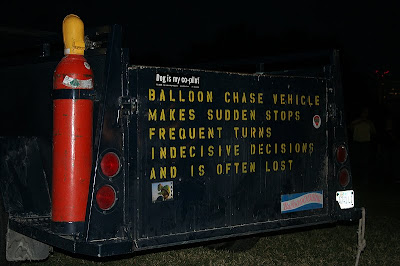 Dog is my co-pilot
BALLOON CHASE VEHICLE
MAKES SUDDEN STOPS
FREQUENT TURNS
INDECISIVE DECISIONS
AND IS OFTEN LOST